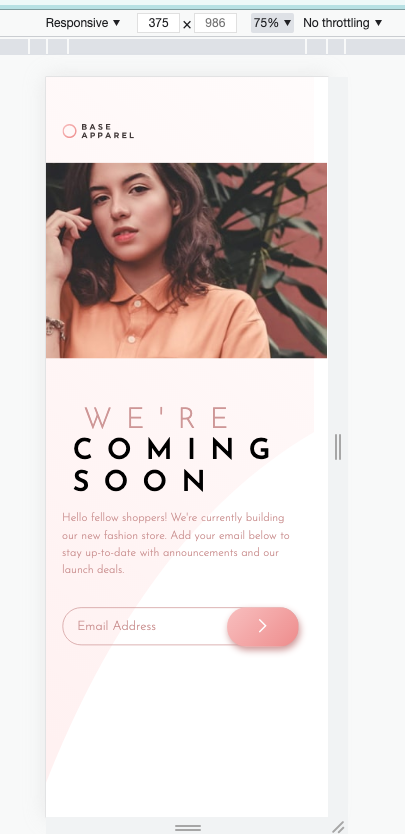 Responsive ▼ 375 × 986 75% ▼ No throttling ▼
BASE
APPAREL
WE'RE
COMING
SOON
Hello fellow shoppers! We're currently building
our new fashion store. Add your email below to
stay up-to-date with announcements and our
launch deals.
Email Address